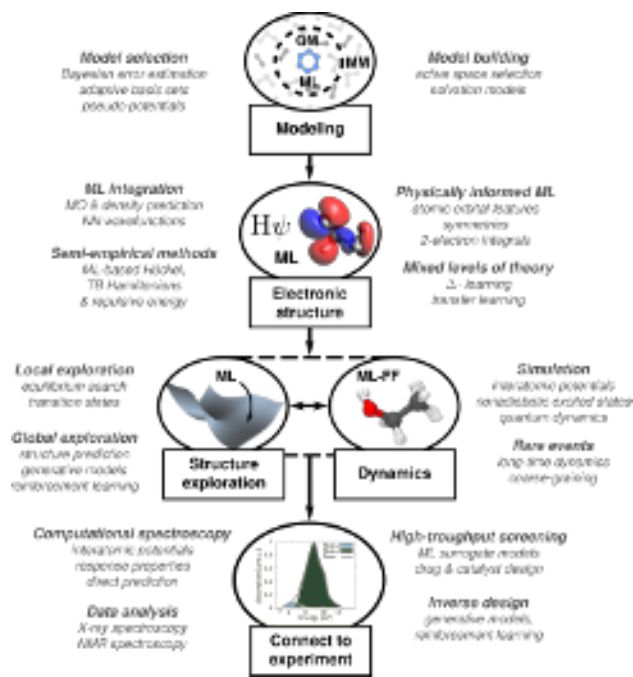 Model selection
Bayesian error estimation
adaptive basis sets
pseudo-potentials
QM
MM
ML
Model building
active space selection
solvation models
Modeling
ML integration
MO & density prediction
NN wavefunctions
Semi-empirical methods
ML-based Hückel,
TB Hamiltonians
& repulsive energy
Hψ
ML
Physically informed ML
atomic orbital features
symmetries
2-electron integrals
Mixed levels of theory
Δ- learning
transfer learning
Electronic
structure
Local exploration
equilibrium search
transition states
Global exploration
structure prediction
generative models
reinforcement learning
ML
ML-FF
Simulation
interatomic potentials
nonadiabatic excited states
quantum dynamics
Rare events
long-time dynamics
coarse-graining
Structure
exploration
Dynamics
Computational spectroscopy
interatomic potentials
response properties
direct prediction
Data analysis
X-ray spectroscopy
NMR spectroscopy
High-troughput screening
ML surrogate models
drug & catalyst design
Inverse design
generative models,
reinforcement learning
Connect to
experiment